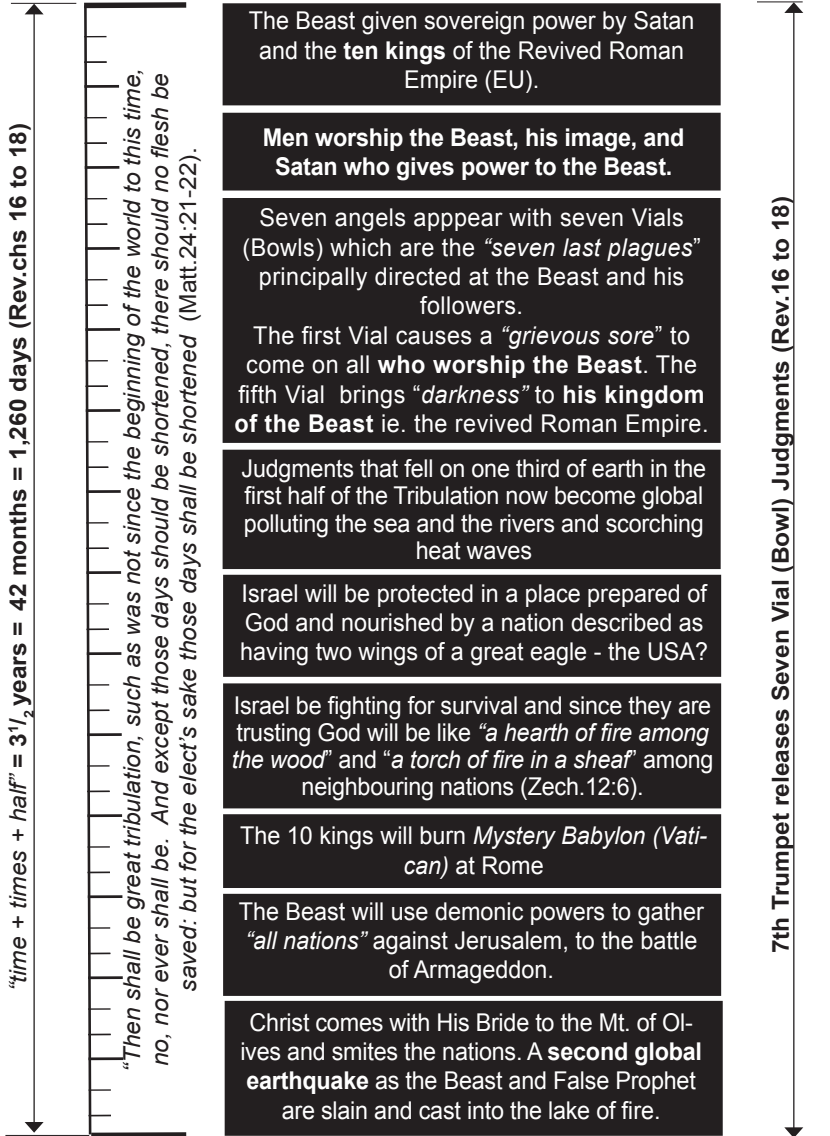 "time + times + half" = 3 1/2 years = 42 months = 1,260 days (Rev.chs 16 to 18)
"Then shall be great tribulation, such as was not since the beginning of the world to this time,
no, nor ever shall be. And except those days should be shortened, there should no flesh be
saved: but for the elect's sake those days shall be shortened (Matt.24:21-22).
The Beast given sovereign power by Satan
and the ten kings of the Revived Roman
Empire (EU).
Men worship the Beast, his image, and
Satan who gives power to the Beast.
Seven angels apppear with seven Vials
(Bowls) which are the "seven last plagues"
principally directed at the Beast and his
followers.
The first Vial causes a "grievous sore" to
come on all who worship the Beast. The
fifth Vial brings "darkness" to his kingdom
of the Beast ie. the revived Roman Empire.
Judgments that fell on one third of earth in the
first half of the Tribulation now become global
polluting the sea and the rivers and scorching
heat waves
Israel will be protected in a place prepared of
God and nourished by a nation described as
having two wings of a great eagle - the USA?
Israel be fighting for survival and since they are
trusting God will be like "a hearth of fire among
the wood" and "a torch of fire in a sheaf" among
neighbouring nations (Zech.12:6).
The 10 kings will burn Mystery Babylon (Vati-
can) at Rome
The Beast will use demonic powers to gather
"all nations" against Jerusalem, to the battle
of Armageddon.
Christ comes with His Bride to the Mt. of Ol-
ives and smites the nations. A second global
earthquake as the Beast and False Prophet
are slain and cast into the lake of fire.
7th Trumpet releases Seven Vial (Bowl) Judgments (Rev.16 to 18)